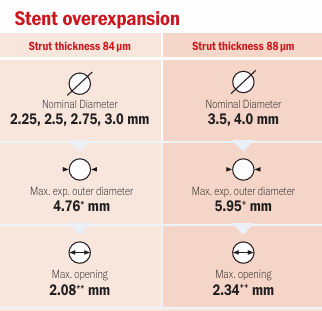 Stent overexpansion
Strut thickness 84 µm
Strut thickness 88 µm
Nominal Diameter
2.25, 2.5, 2.75, 3.0 mm
Nominal Diameter
3.5, 4.0 mm
Max. exp. outer diameter
4.76* mm
Max. exp. outer diameter
5.95* mm
Max. opening
2.08** mm
Max. opening
2.34** mm